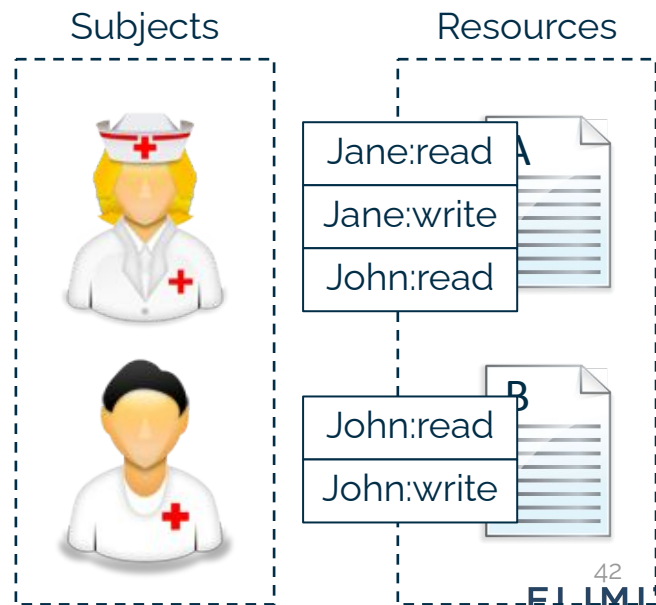 Subjects
Resources
A
Jane:read
Jane:write
John:read
B
John:read
John:write
42